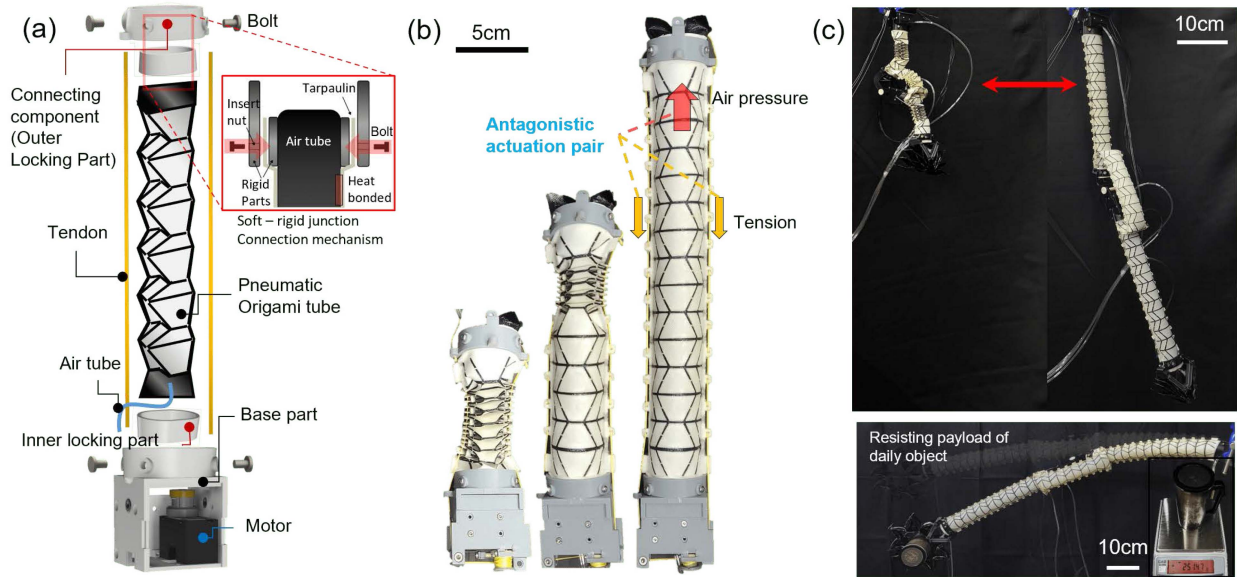 (a)
Bolt
Connecting
component
(Outer
Locking Part)
Insert
nut
Tarpaulin
Air tube
Bolt
Rigid
Parts
Heat
bonded
Soft – rigid junction
Connection mechanism
Tendon
Pneumatic
Origami tube
Air tube
Base part
Inner locking part
Motor
(b)
5cm
Air pressure
Antagonistic
actuation pair
Tension
(c)
10cm
Resisting payload of
daily object
10cm